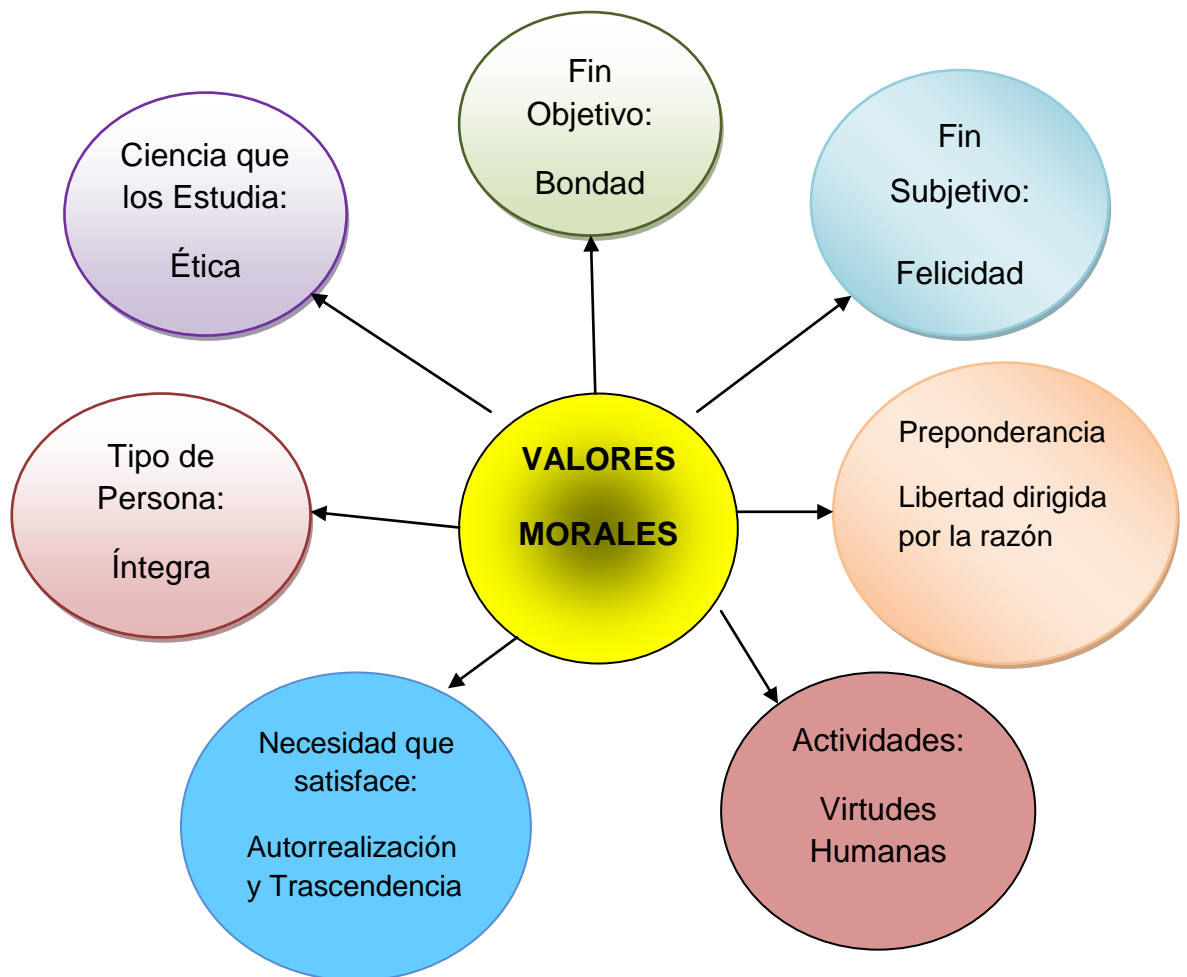 Fin
Objetivo:
Bondad
Ciencia que
los Estudia:
Ética
Fin
Subjetivo:
Felicidad
Tipo de
Persona:
Íntegra
VALORES
MORALES
Preponderancia
Libertad dirigida
por la razón
Necesidad que
satisface:
Autorrealización
y Trascendencia
Actividades:
Virtudes
Humanas